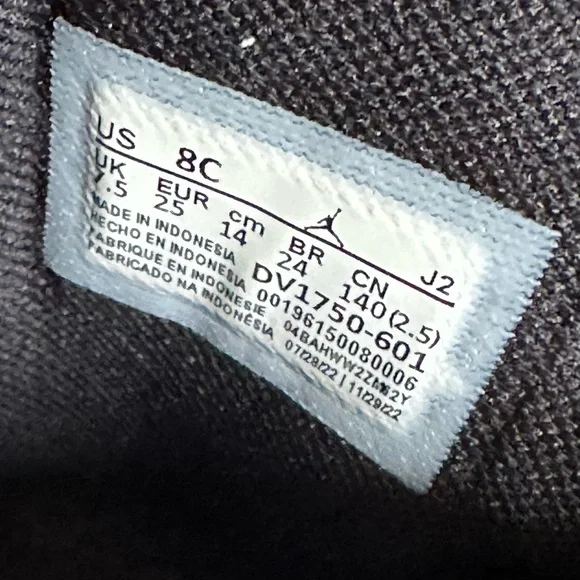 US 8C J2
UK EUR cm BR CN
7.5 25 14 24 140(2.5)
MADE IN INDONESIA DV1750-601
HECHO EN INDONESIA 00196150080006
FABRIQUE EN INDONESIE
FABRICADO NA INDONÉSIA 07/28/22 | 11/29/22